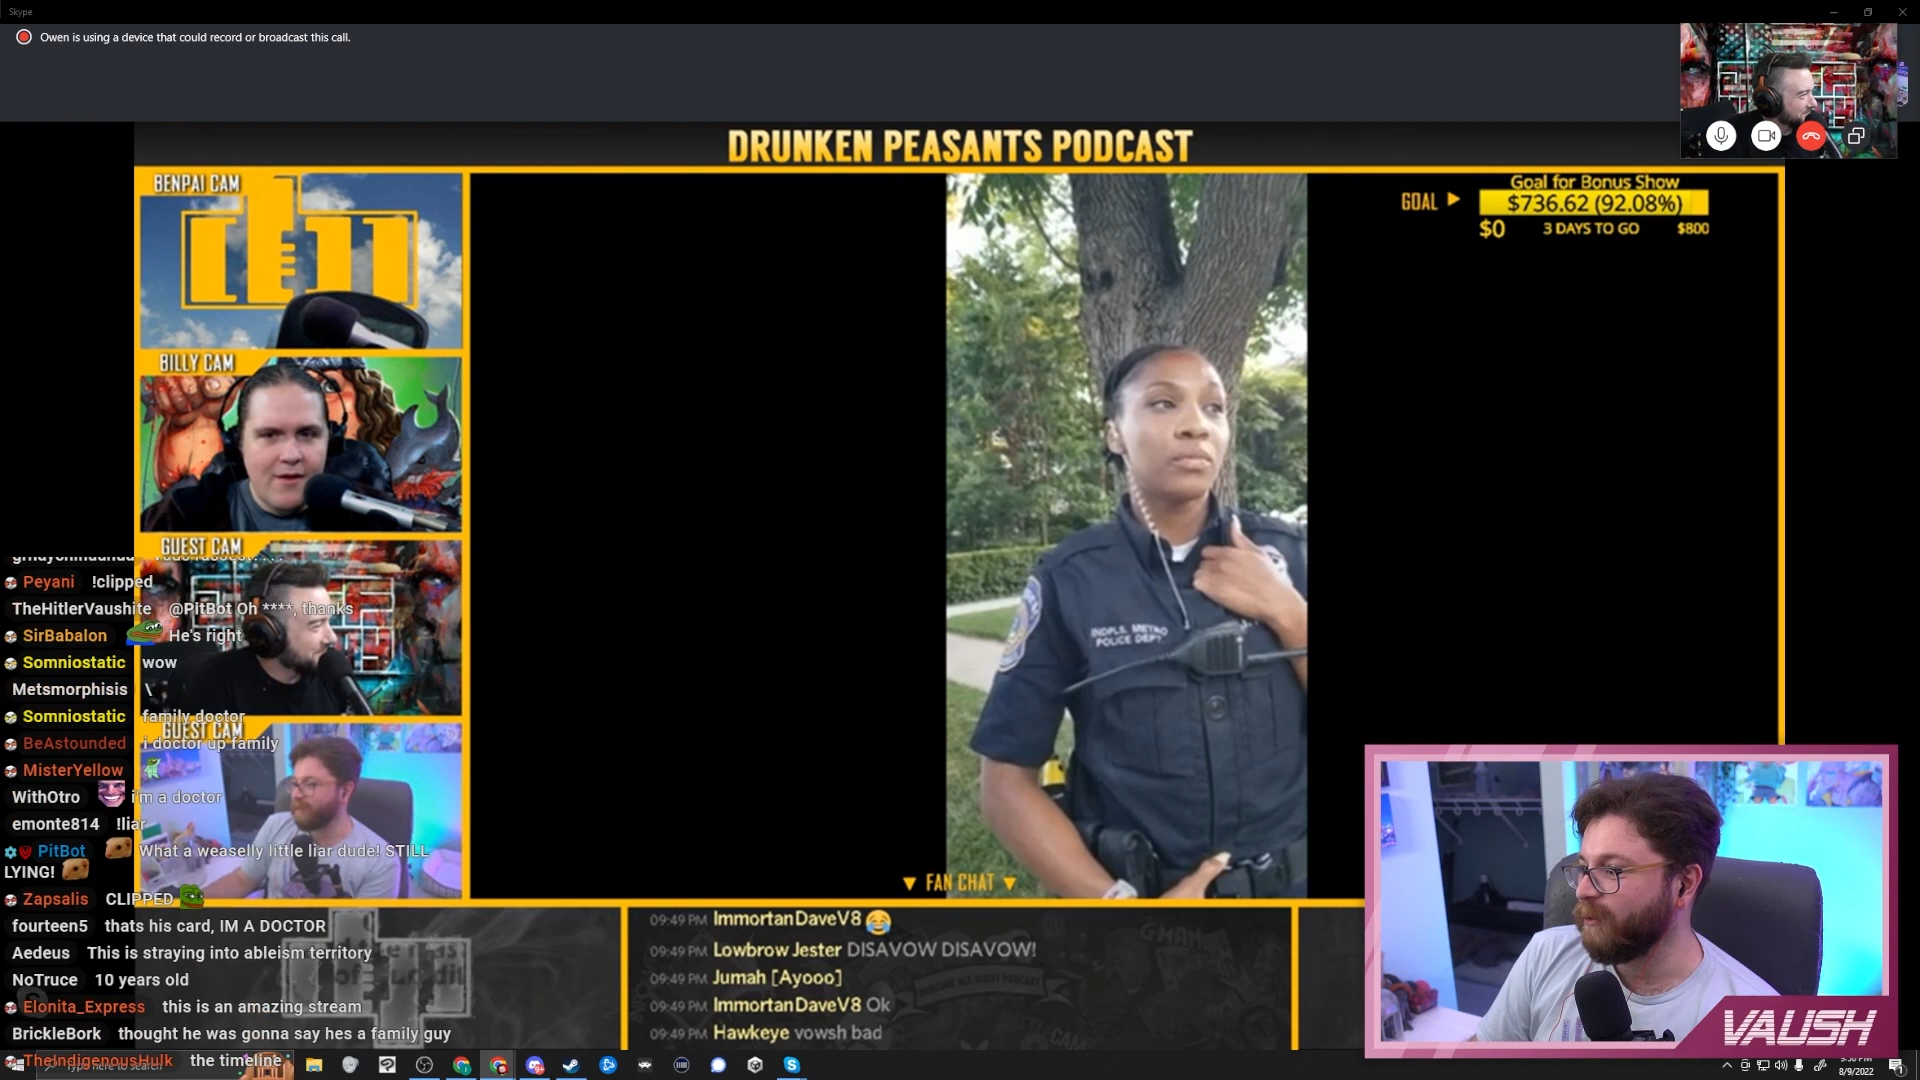 Skype
Owen is using a device that could record or broadcast this call.
DRUNKEN PEASANTS PODCAST
BENPAI CAM
GOAL
Goal for Bonus Show
$736.62 (92.08%)
$0 3 DAYS TO GO $800
BILLY CAM
GUEST CAM
INDPLS. METRO
POLICE DEPT.
Peyani !clipped
TheHitlerVaushite @PitBot Oh ****, thanks
SirBabalon He's right
Somniostatic wow
Metsmorphisis \
Somniostatic family doctor
GUEST CAM
BeAstounded i doctor up family
MisterYellow
WithOtro i'm a doctor
emonte814 !liar
PitBot What a weaselly little liar dude! STILL
LYING!
Zapsalis CLIPPED
fourteen5 thats his card, IM A DOCTOR
Aedeus This is straying into ableism territory
NoTruce 10 years old
Elonita_Express this is an amazing stream
BrickleBork thought he was gonna say hes a family guy
TheIndigenousHulk the timeline
FAN CHAT
09:49 PM ImmortanDaveV8
09:49 PM Lowbrow Jester DISAVOW DISAVOW!
09:49 PM Jumah [Ayooo]
09:49 PM ImmortanDaveV8 Ok
09:49 PM Hawkeye vowsh bad
VAUSH
8/9/2022